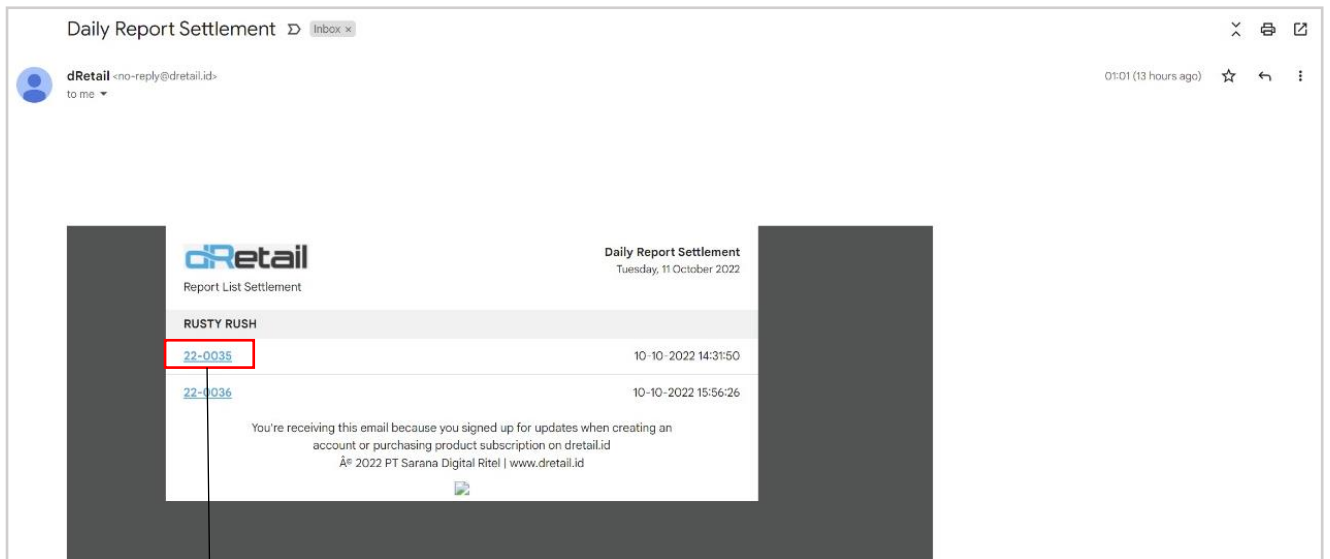 Daily Report Settlement Inbox ×
dRetail <no-reply@dretail.id> 01:01 (13 hours ago)
to me
dRetail Daily Report Settlement
Tuesday, 11 October 2022
Report List Settlement
RUSTY RUSH
22-0035 10-10-2022 14:31:50
22-0036 10-10-2022 15:56:26
You're receiving this email because you signed up for updates when creating an
account or purchasing product subscription on dretail.id
Â© 2022 PT Sarana Digital Ritel | www.dretail.id